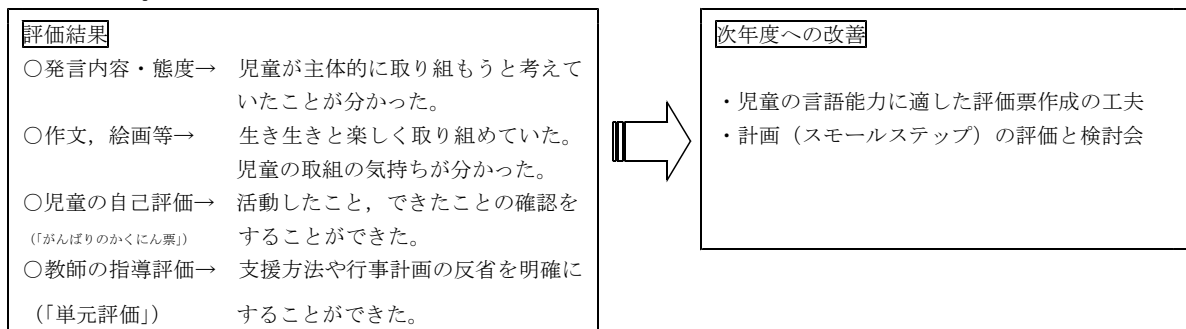 評価結果
○発言内容・態度→　児童が主体的に取り組もうと考えて
いたことが分かった。
○作文，絵画等→　生き生きと楽しく取り組めていた。
児童の取組の気持ちが分かった。
○児童の自己評価→　活動したこと，できたことの確認を
（「がんばりのかくにん票」）　することができた。
○教師の指導評価→　支援方法や行事計画の反省を明確に
（「単元評価」）　することができた。
次年度への改善
・児童の言語能力に適した評価票作成の工夫
・計画（スモールステップ）の評価と検討会